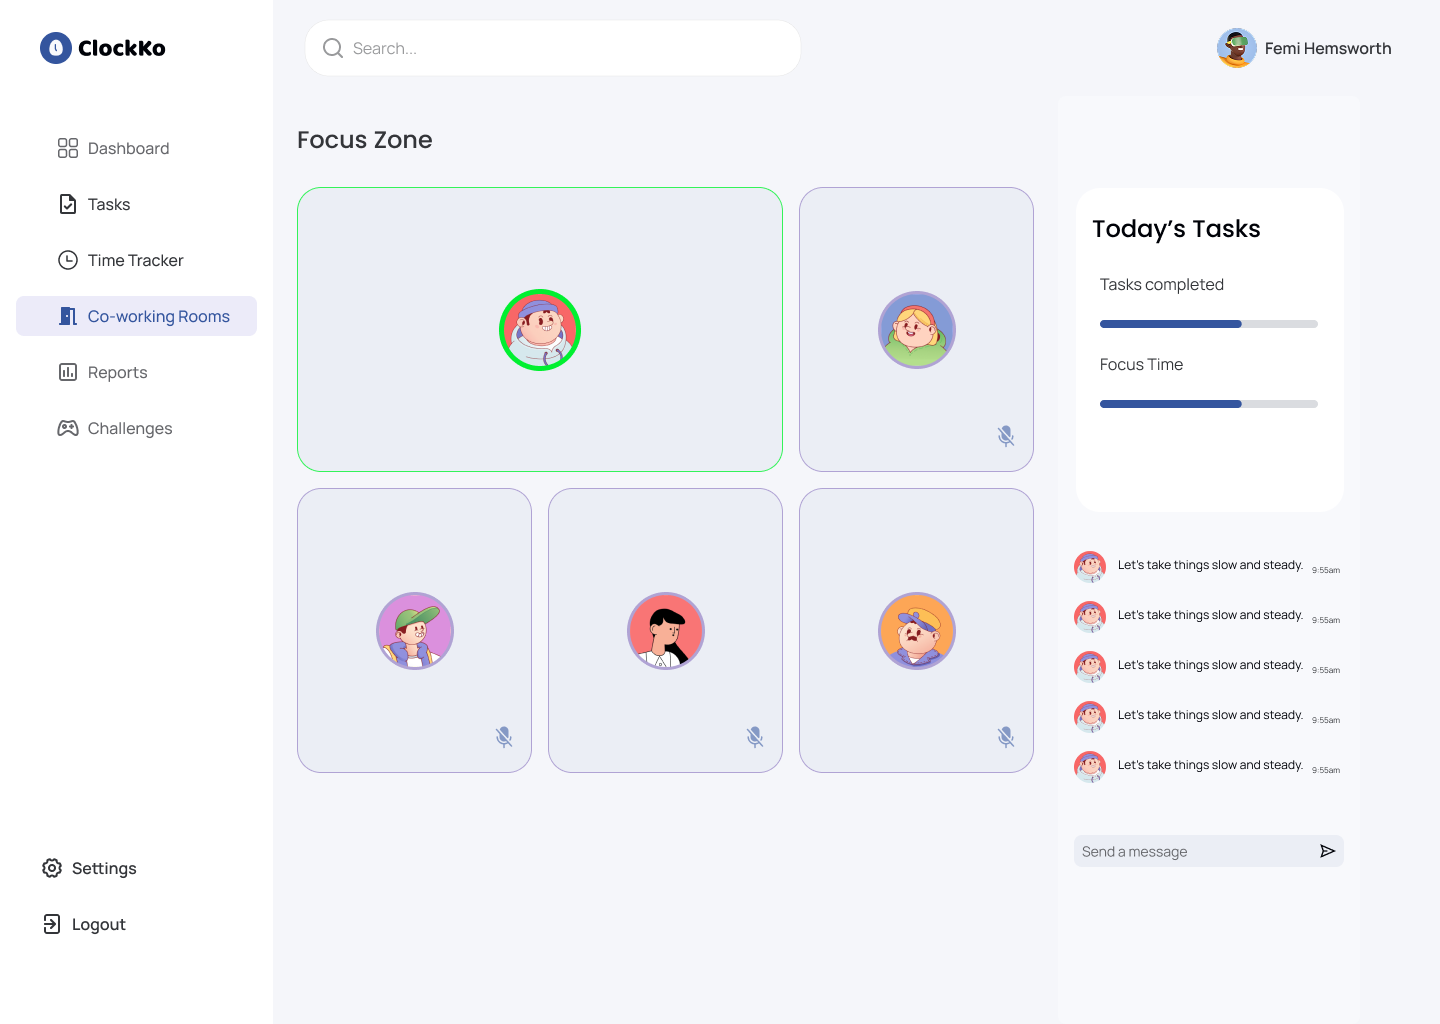 ClockKo
Search...
Femi Hemsworth
Dashboard
Tasks
Time Tracker
Co-working Rooms
Reports
Challenges
Settings
Logout
Focus Zone
Today’s Tasks
Tasks completed
Focus Time
Let’s take things slow and steady. 9:55am
Let’s take things slow and steady. 9:55am
Let’s take things slow and steady. 9:55am
Let’s take things slow and steady. 9:55am
Let’s take things slow and steady. 9:55am
Send a message